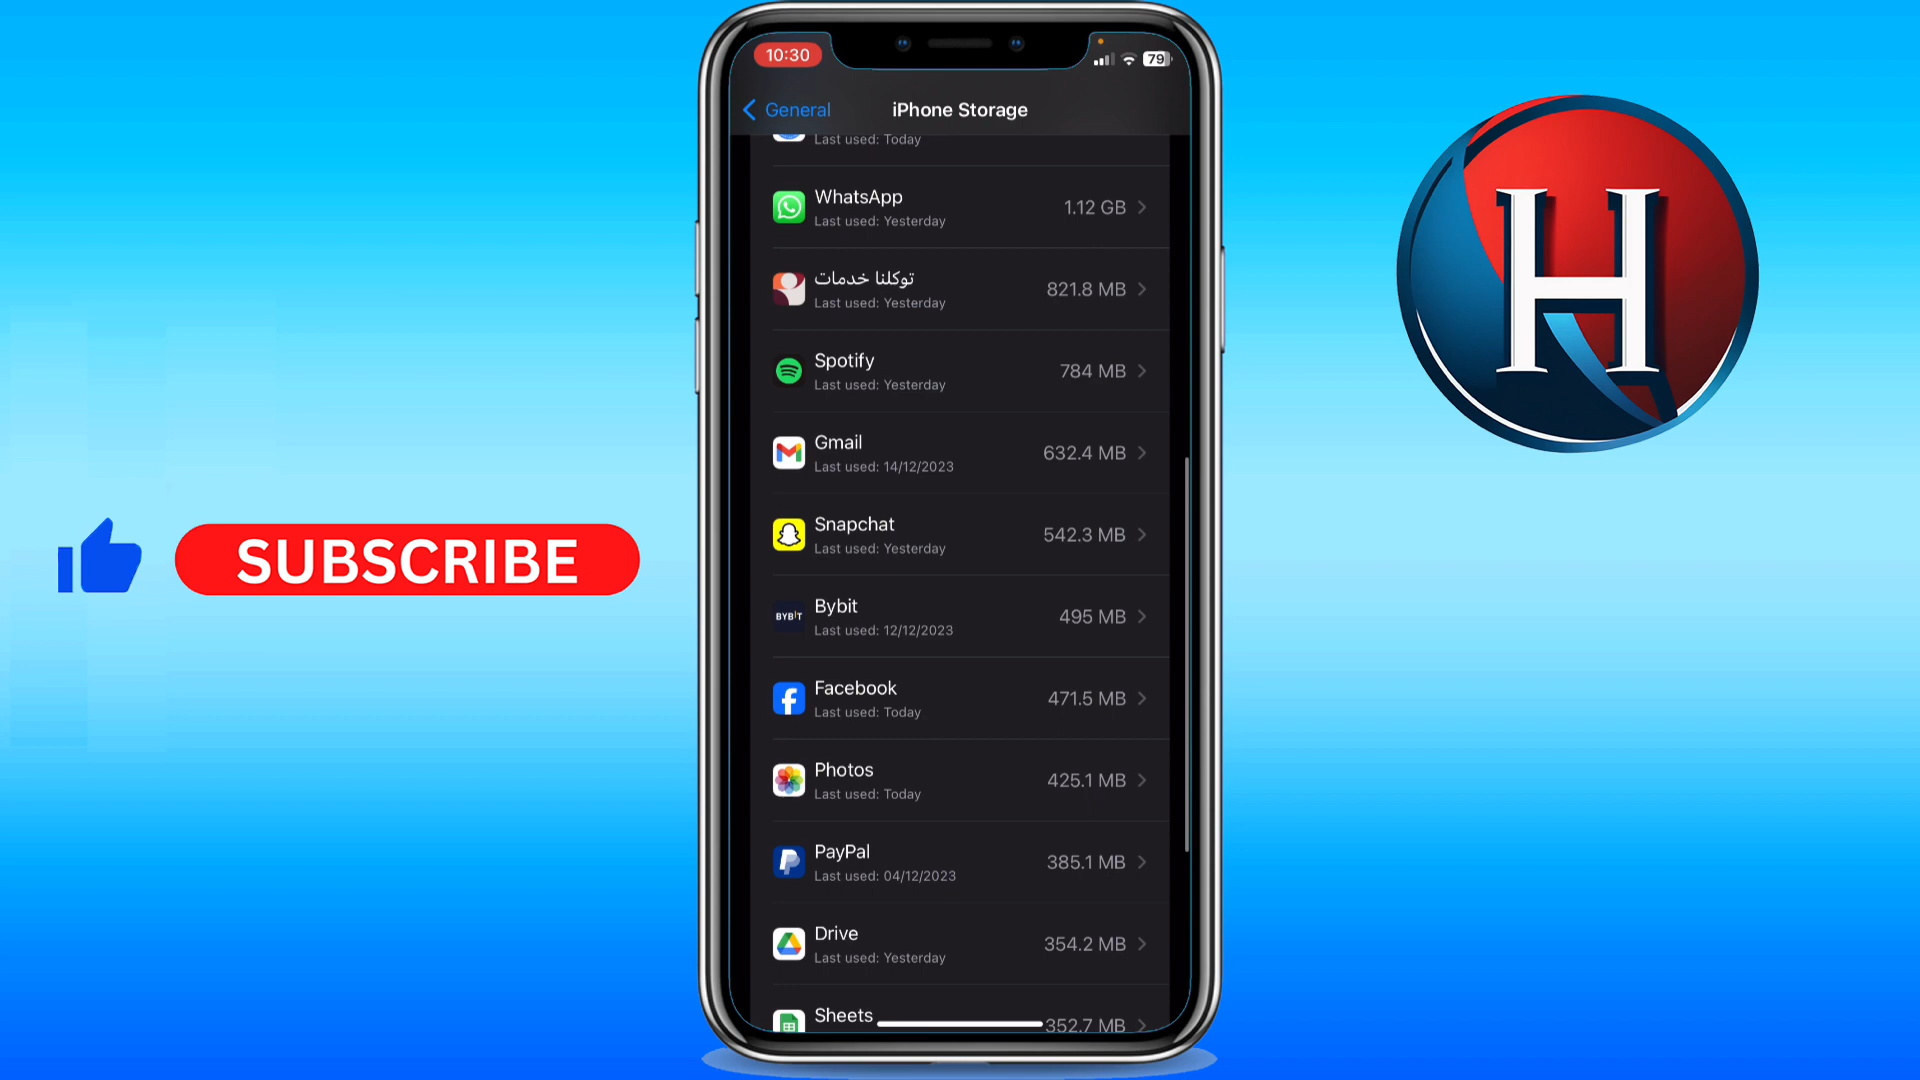 10:30
79
General
iPhone Storage
Last used: Today
WhatsApp
Last used: Yesterday
1.12 GB
توكلنا خدمات
Last used: Yesterday
821.8 MB
Spotify
Last used: Yesterday
784 MB
Gmail
Last used: 14/12/2023
632.4 MB
Snapchat
Last used: Yesterday
542.3 MB
BYBIT
Bybit
Last used: 12/12/2023
495 MB
Facebook
Last used: Today
471.5 MB
Photos
Last used: Today
425.1 MB
PayPal
Last used: 04/12/2023
385.1 MB
Drive
Last used: Yesterday
354.2 MB
Sheets
352.7 MB
SUBSCRIBE
H